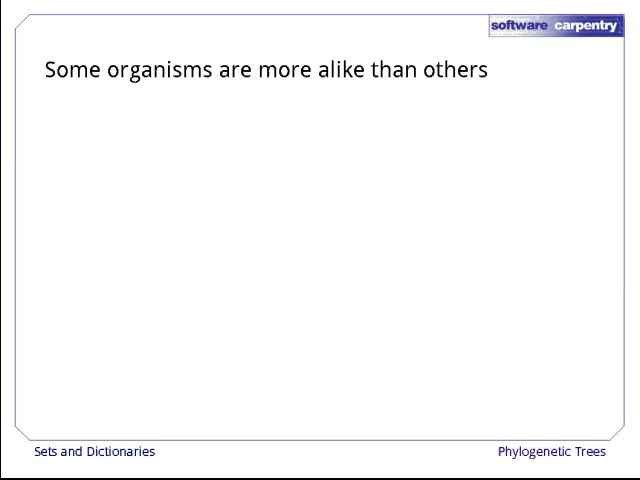 software carpentry
Some organisms are more alike than others
Sets and Dictionaries
Phylogenetic Trees